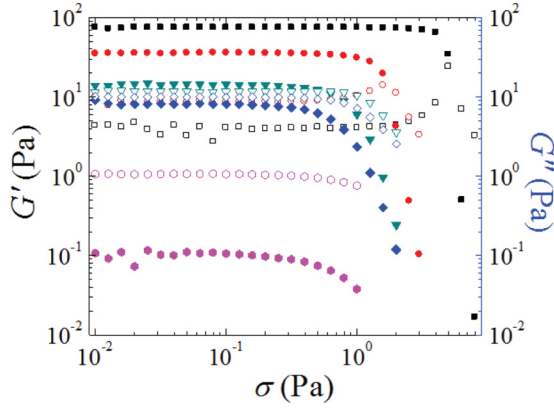 10² 10²
10¹ 10¹
10⁰ 10⁰
10⁻¹ 10⁻¹
10⁻² 10⁻²
G′ (Pa)
G″ (Pa)
10⁻² 10⁻¹ 10⁰
σ (Pa)